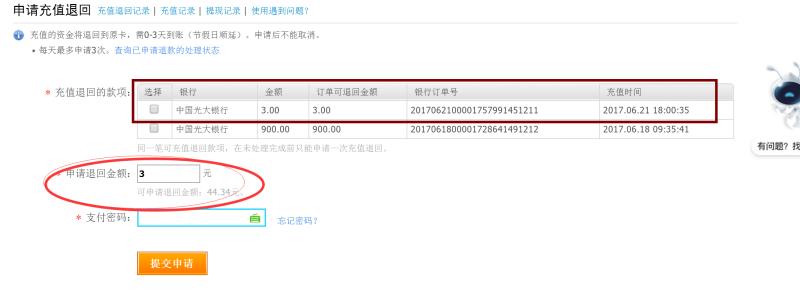 申请充值退回 充值退回记录 | 充值记录 | 提现记录 | 使用遇到问题?
充值的资金将退回到原卡，需0-3天到账（节假日顺延）。申请后不能取消。
• 每天最多申请3次。查询已申请退款的处理状态
* 充值退回的款项: 选择 银行 金额 订单可退回金额 银行订单号 充值时间
中国光大银行 3.00 3.00 2017062100001757991451211 2017.06.21 18:00:35
中国光大银行 900.00 900.00 2017061800001728641491212 2017.06.18 09:35:41
同一笔可充值退回款项，在未处理完成前只能申请一次充值退回。
有问题? 找
* 申请退回金额: 3 元
可申请退回金额: 44.34元。
* 支付密码: 忘记密码?
提交申请